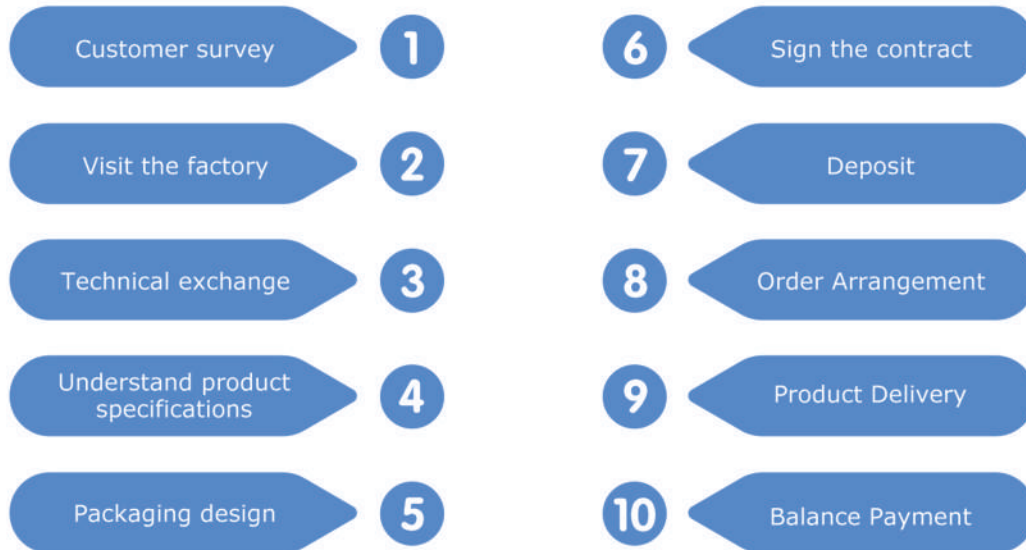 Customer survey
1
Visit the factory
2
Technical exchange
3
Understand product
specifications
4
Packaging design
5
6
Sign the contract
7
Deposit
8
Order Arrangement
9
Product Delivery
10
Balance Payment